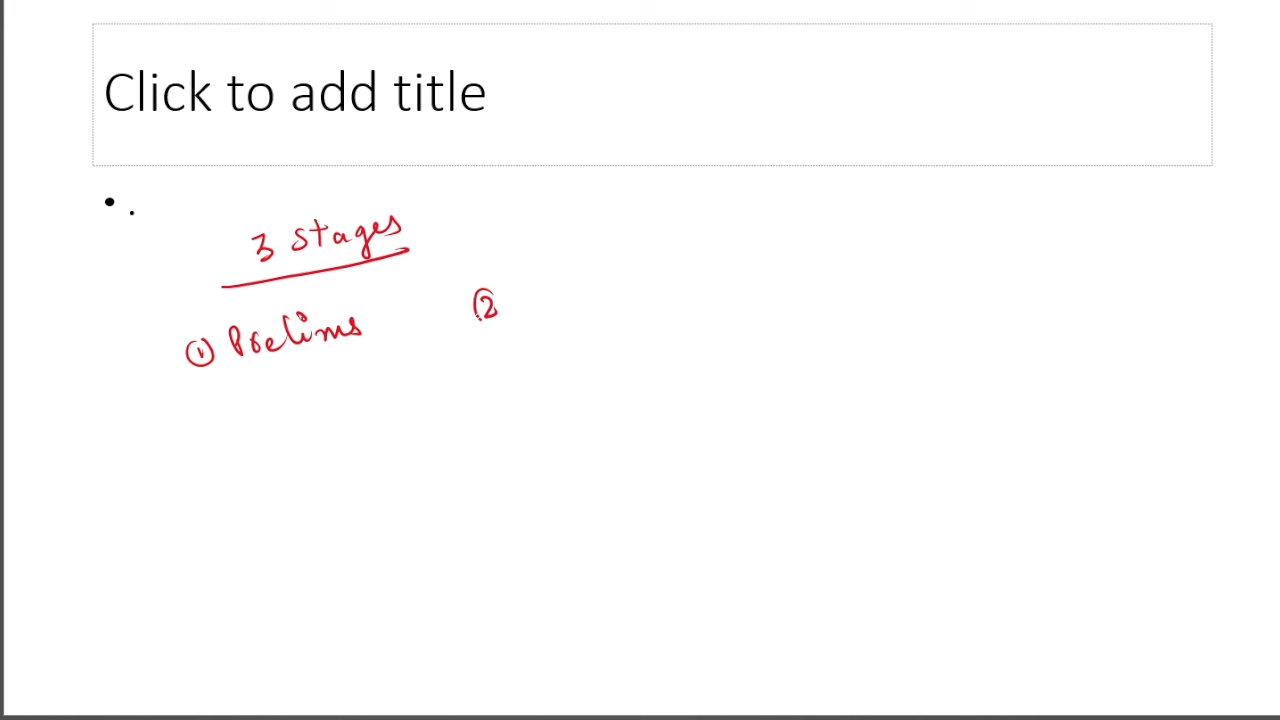 Click to add title
• .
3 stages
① Prelims ②